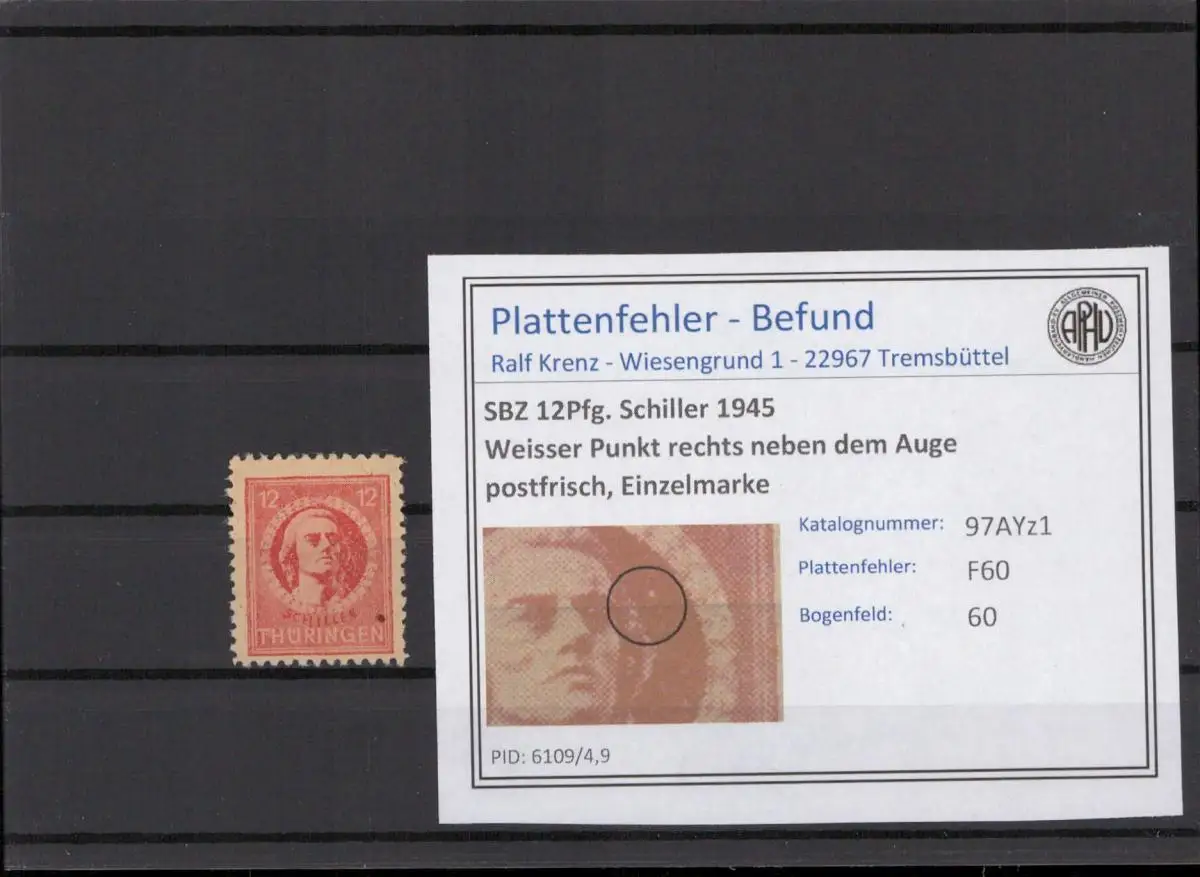 12 12
SCHILLER
THÜRINGEN
Plattenfehler - Befund
Ralf Krenz - Wiesengrund 1 - 22967 Tremsbüttel
APHV
SBZ 12Pfg. Schiller 1945
Weisser Punkt rechts neben dem Auge
postfrisch, Einzelmarke
Katalognummer: 97AYz1
Plattenfehler: F60
Bogenfeld: 60
PID: 6109/4,9